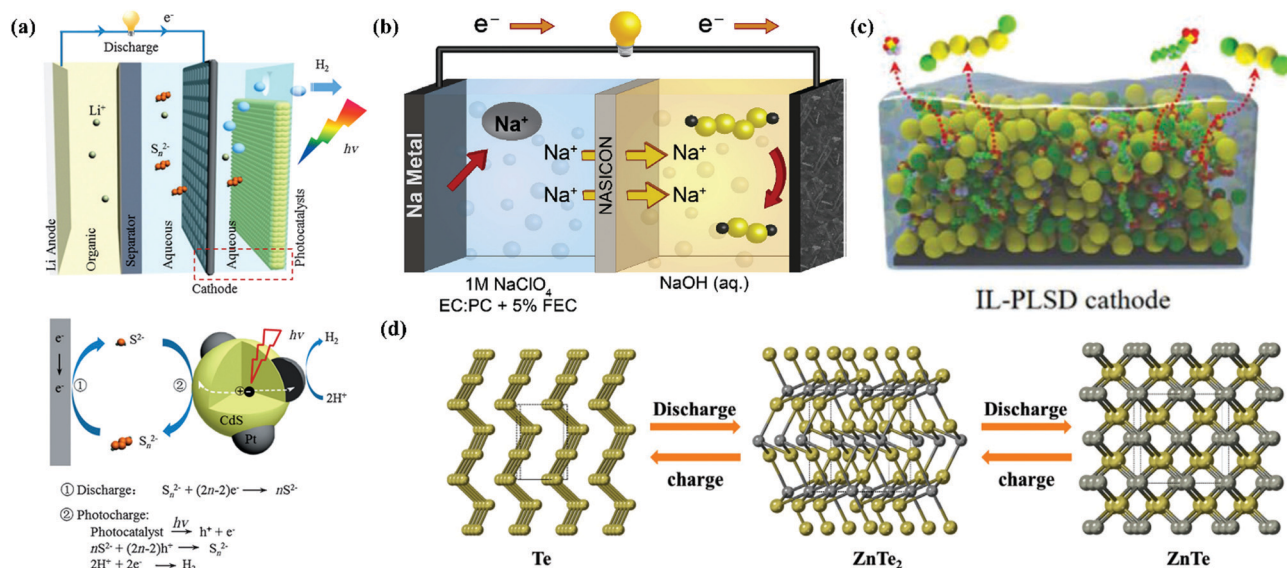 (a)
e⁻
Discharge
H₂
Li⁺
Sₙ²⁻
hv
Li Anode
Organic
Separator
Aqueous
Aqueous
Photocatalysts
Cathode
e⁻
e⁻
S²⁻
①
②
Sₙ²⁻
hv
H₂
2H⁺
CdS
Pt
① Discharge: Sₙ²⁻ + (2n-2)e⁻ → nS²⁻
② Photocharge:
Photocatalyst hv → h⁺ + e⁻
nS²⁻ + (2n-2)h⁺ → Sₙ²⁻
2H⁺ + 2e⁻ → H₂
(b)
e⁻ e⁻
Na Metal
Na⁺
NASICON
Na⁺ Na⁺
Na⁺ Na⁺
1M NaClO₄
EC:PC + 5% FEC
NaOH (aq.)
(c)
IL-PLSD cathode
(d)
Discharge
charge
Discharge
charge
Te
ZnTe₂
ZnTe